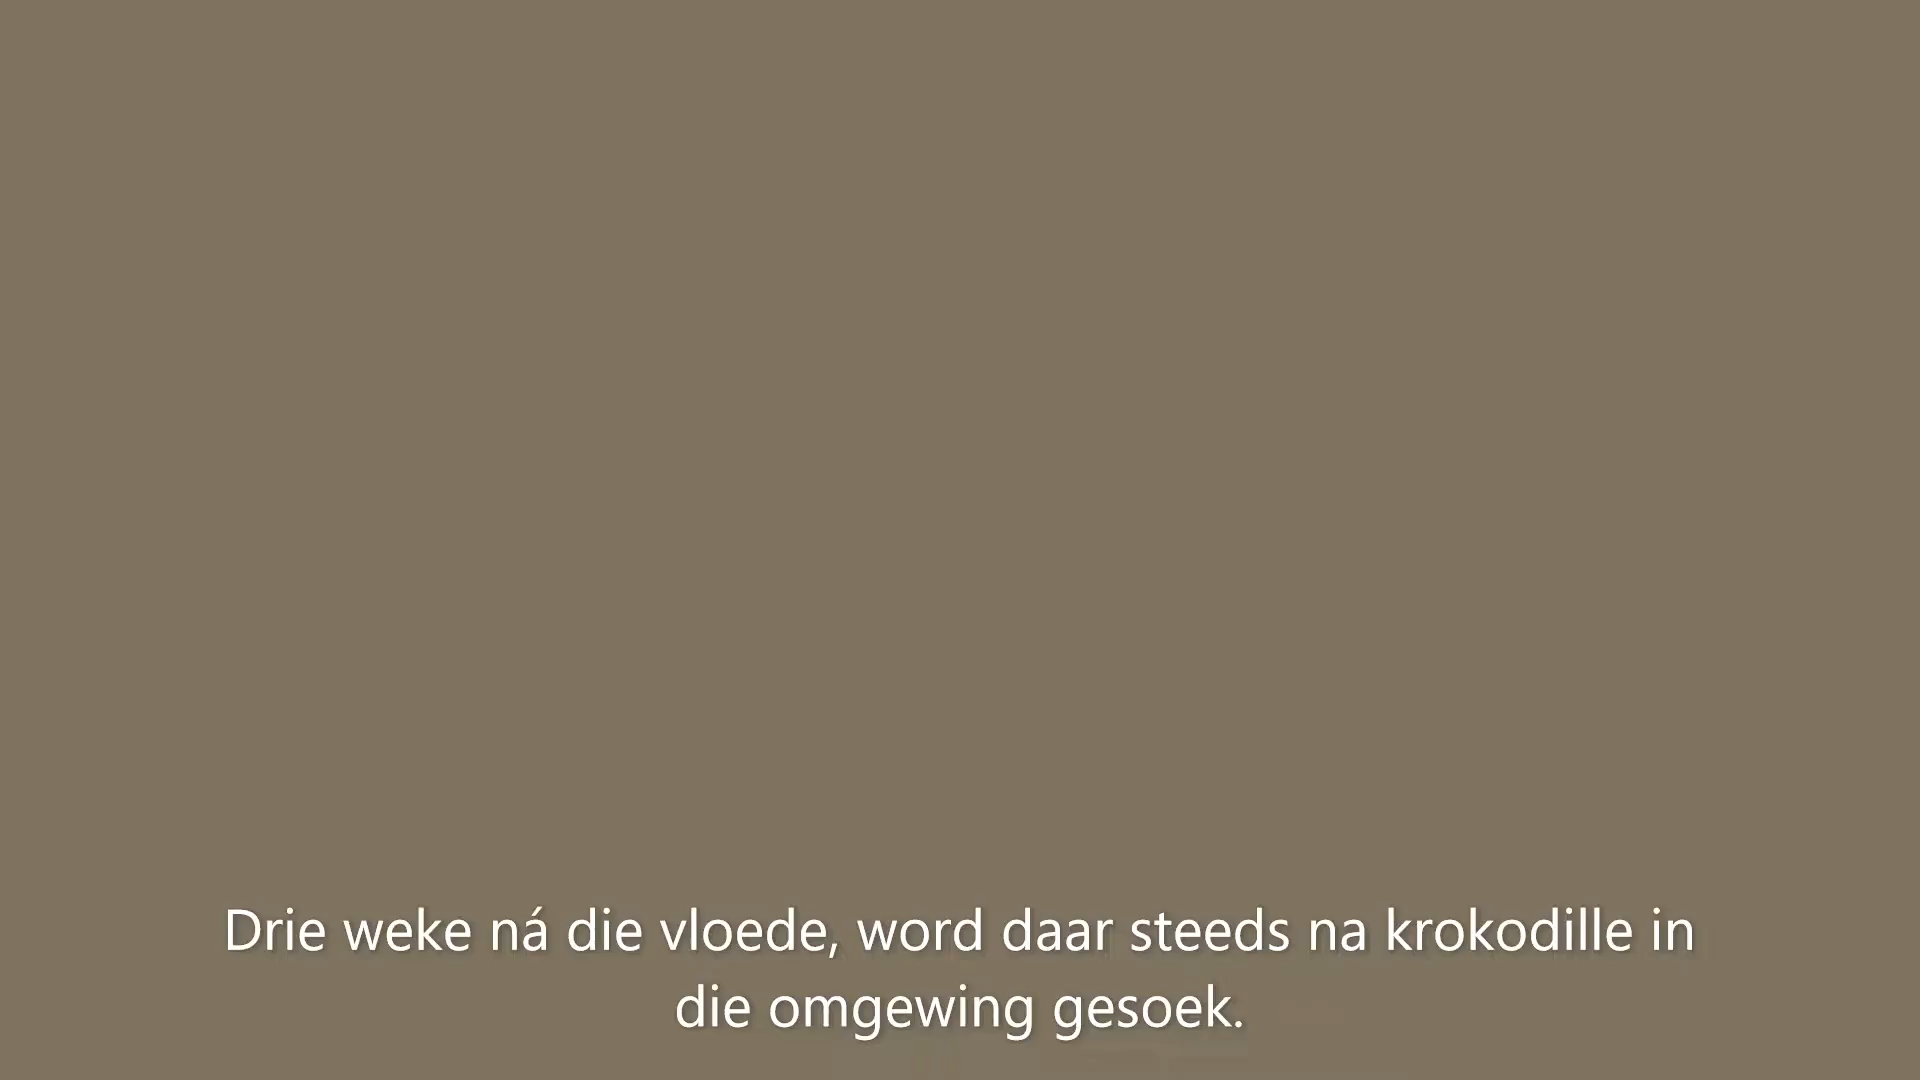 Drie weke ná die vloede, word daar steeds na krokodille in
die omgewing gesoek.